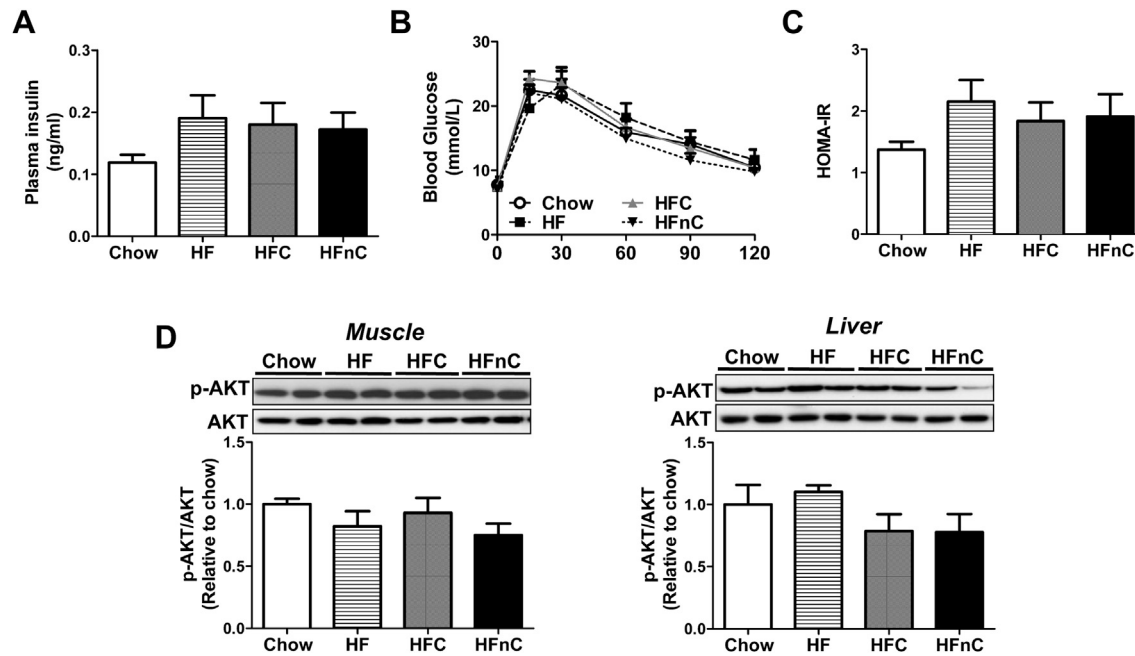 A
Plasma insulin
(ng/ml)
0.3
0.2
0.1
0.0
Chow HF HFC HFnC
B
Blood Glucose
(mmol/L)
30
20
10
0
Chow HFC
HF HFnC
0 30 60 90 120
C
HOMA-IR
3
2
1
0
Chow HF HFC HFnC
D
Muscle
Chow HF HFC HFnC
p-AKT
AKT
p-AKT/AKT
(Relative to chow)
1.5
1.0
0.5
0.0
Chow HF HFC HFnC
Liver
Chow HF HFC HFnC
p-AKT
AKT
p-AKT/AKT
(Relative to chow)
1.5
1.0
0.5
0.0
Chow HF HFC HFnC